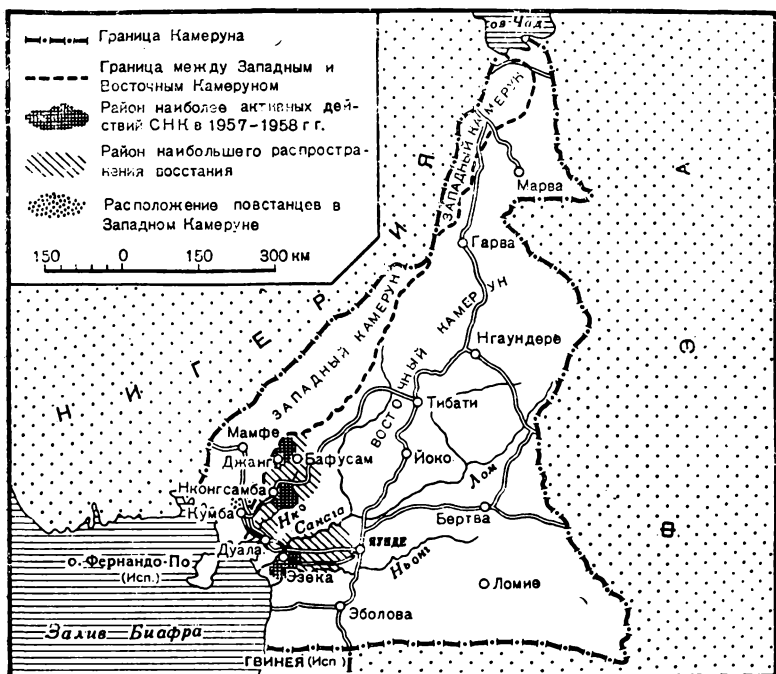 Граница Камеруна
Граница между Западным и
Восточным Камеруном
Район наиболее активных дей-
ствий СНК в 1957-1958 гг.
Район наибольшего распростра-
нения восстания
Расположение повстанцев в
Западном Камеруне
150 0 150 300 км
оз. Чад
НИГЕРИЯ
ЗАПАДНЫЙ КАМЕРУН
ЗАПАДНЫЙ КАМЕРУН
ВОСТОЧНЫЙ КАМЕРУН
Марва
Гарва
Нгаундере
Тибати
Мамфе
Джанг
Бафусам
Йоко
Лом
Нконгсамба
Нко
Кумба
Санага
Бертва
Дуала
ЯУНДЕ
о. Фернандо-По
(Исп.)
Эзека
Ньонг
Ломие
Эболова
Залив Биафра
ГВИНЕЯ (Исп)
А
Э
Ф